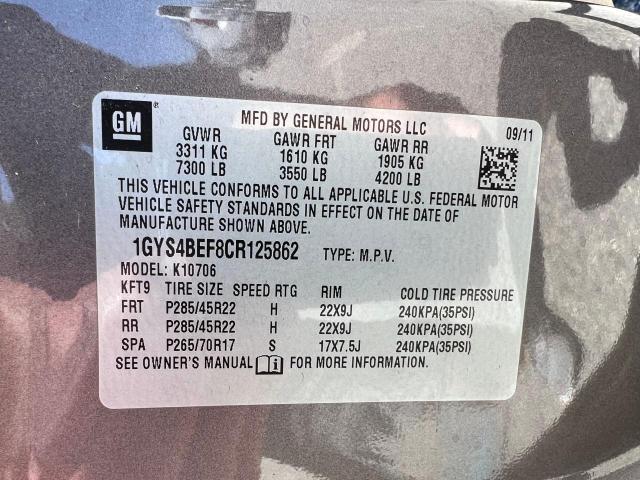 GM ®
MFD BY GENERAL MOTORS LLC
09/11
GVWR GAWR FRT GAWR RR
3311 KG 1610 KG 1905 KG
7300 LB 3550 LB 4200 LB
THIS VEHICLE CONFORMS TO ALL APPLICABLE U.S. FEDERAL MOTOR
VEHICLE SAFETY STANDARDS IN EFFECT ON THE DATE OF
MANUFACTURE SHOWN ABOVE.
1GYS4BEF8CR125862 TYPE: M.P.V.
MODEL: K10706
KFT9 TIRE SIZE SPEED RTG RIM COLD TIRE PRESSURE
FRT P285/45R22 H 22X9J 240KPA(35PSI)
RR P285/45R22 H 22X9J 240KPA(35PSI)
SPA P265/70R17 S 17X7.5J 240KPA(35PSI)
SEE OWNER'S MANUAL FOR MORE INFORMATION.